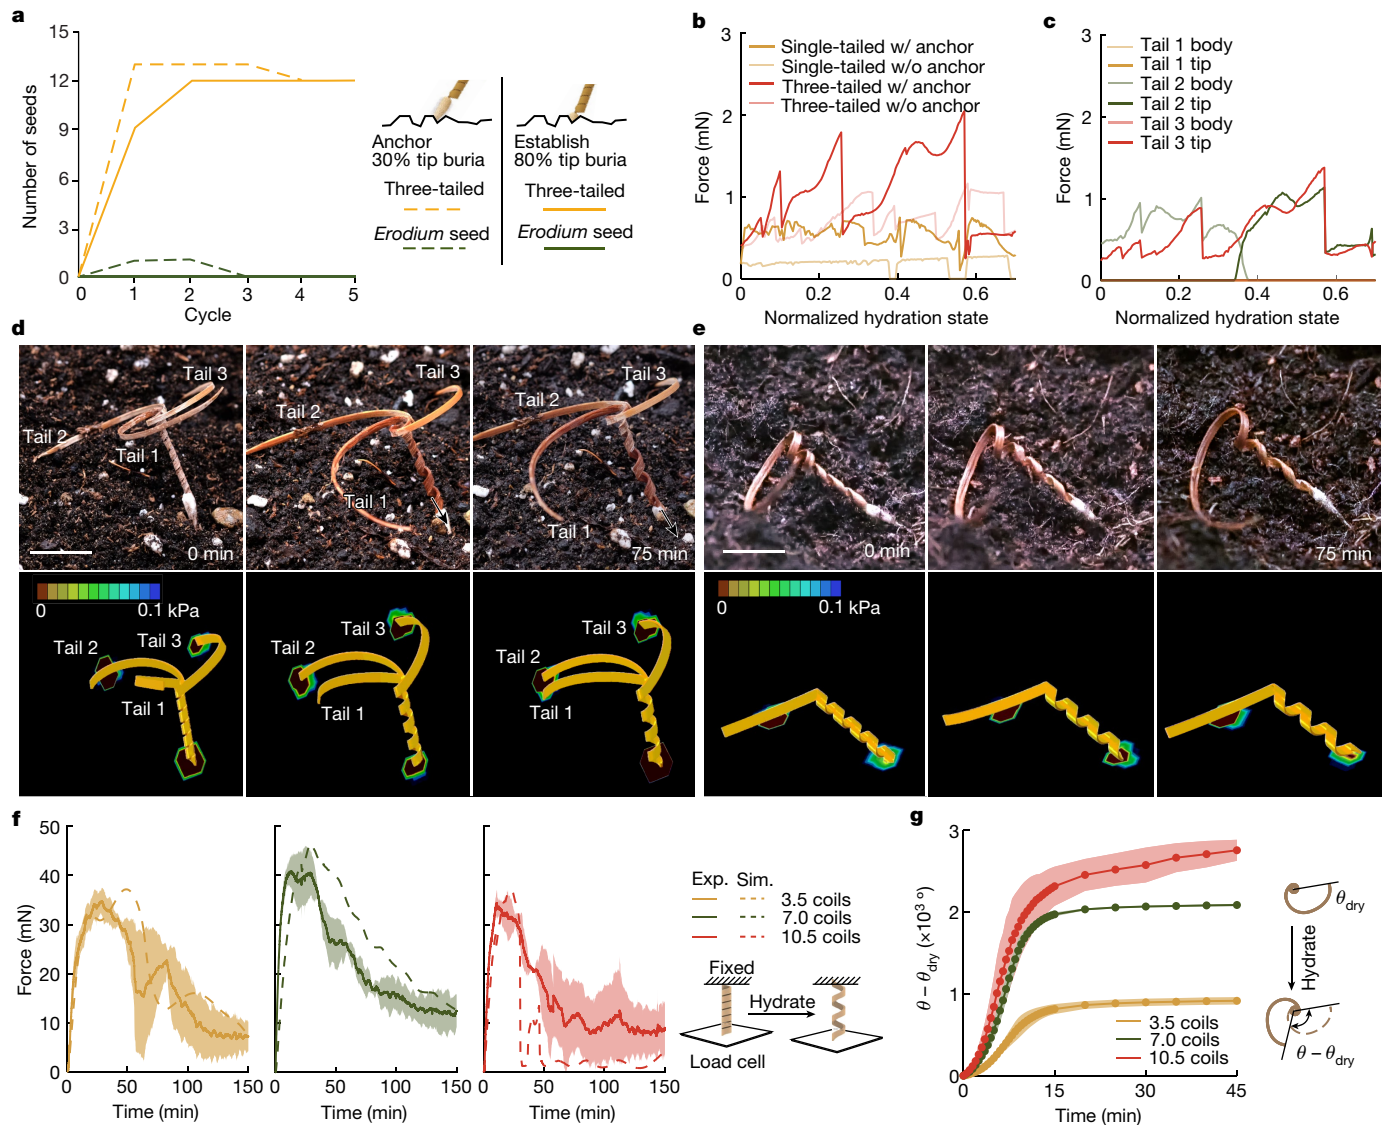 a
15
12
9
6
3
0
Number of seeds
0
1
2
3
4
5
Cycle
Anchor
30% tip buria
Three-tailed
Erodium seed
Establish
80% tip buria
Three-tailed
Erodium seed
b
3
2
1
0
Force (mN)
Single-tailed w/ anchor
Single-tailed w/o anchor
Three-tailed w/ anchor
Three-tailed w/o anchor
0
0.2
0.4
0.6
Normalized hydration state
c
3
2
1
0
Force (mN)
Tail 1 body
Tail 1 tip
Tail 2 body
Tail 2 tip
Tail 3 body
Tail 3 tip
0
0.2
0.4
0.6
Normalized hydration state
d
Tail 3
Tail 2
Tail 1
0 min
Tail 3
Tail 2
Tail 1
Tail 3
Tail 2
Tail 1
75 min
0
0.1 kPa
Tail 2
Tail 3
Tail 1
Tail 3
Tail 2
Tail 1
Tail 3
Tail 2
Tail 1
e
0 min
75 min
0
0.1 kPa
f
50
40
30
20
10
0
Force (mN)
0
50
100
150
Time (min)
0
50
100
150
Time (min)
0
50
100
150
Time (min)
Exp. Sim.
3.5 coils
7.0 coils
10.5 coils
Fixed
Hydrate
Load cell
g
3
2
1
0
θ − θdry (×10³ °)
3.5 coils
7.0 coils
10.5 coils
0
15
30
45
Time (min)
θdry
Hydrate
θ − θdry